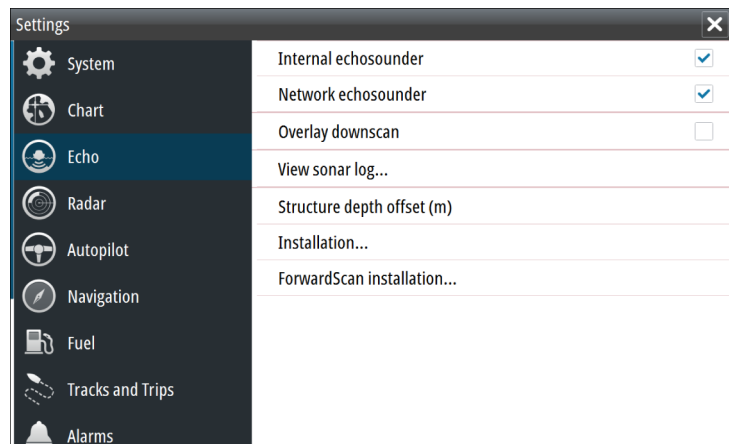 Settings
System
Chart
Echo
Radar
Autopilot
Navigation
Fuel
Tracks and Trips
Alarms
Internal echosounder
Network echosounder
Overlay downscan
View sonar log...
Structure depth offset (m)
Installation...
ForwardScan installation...